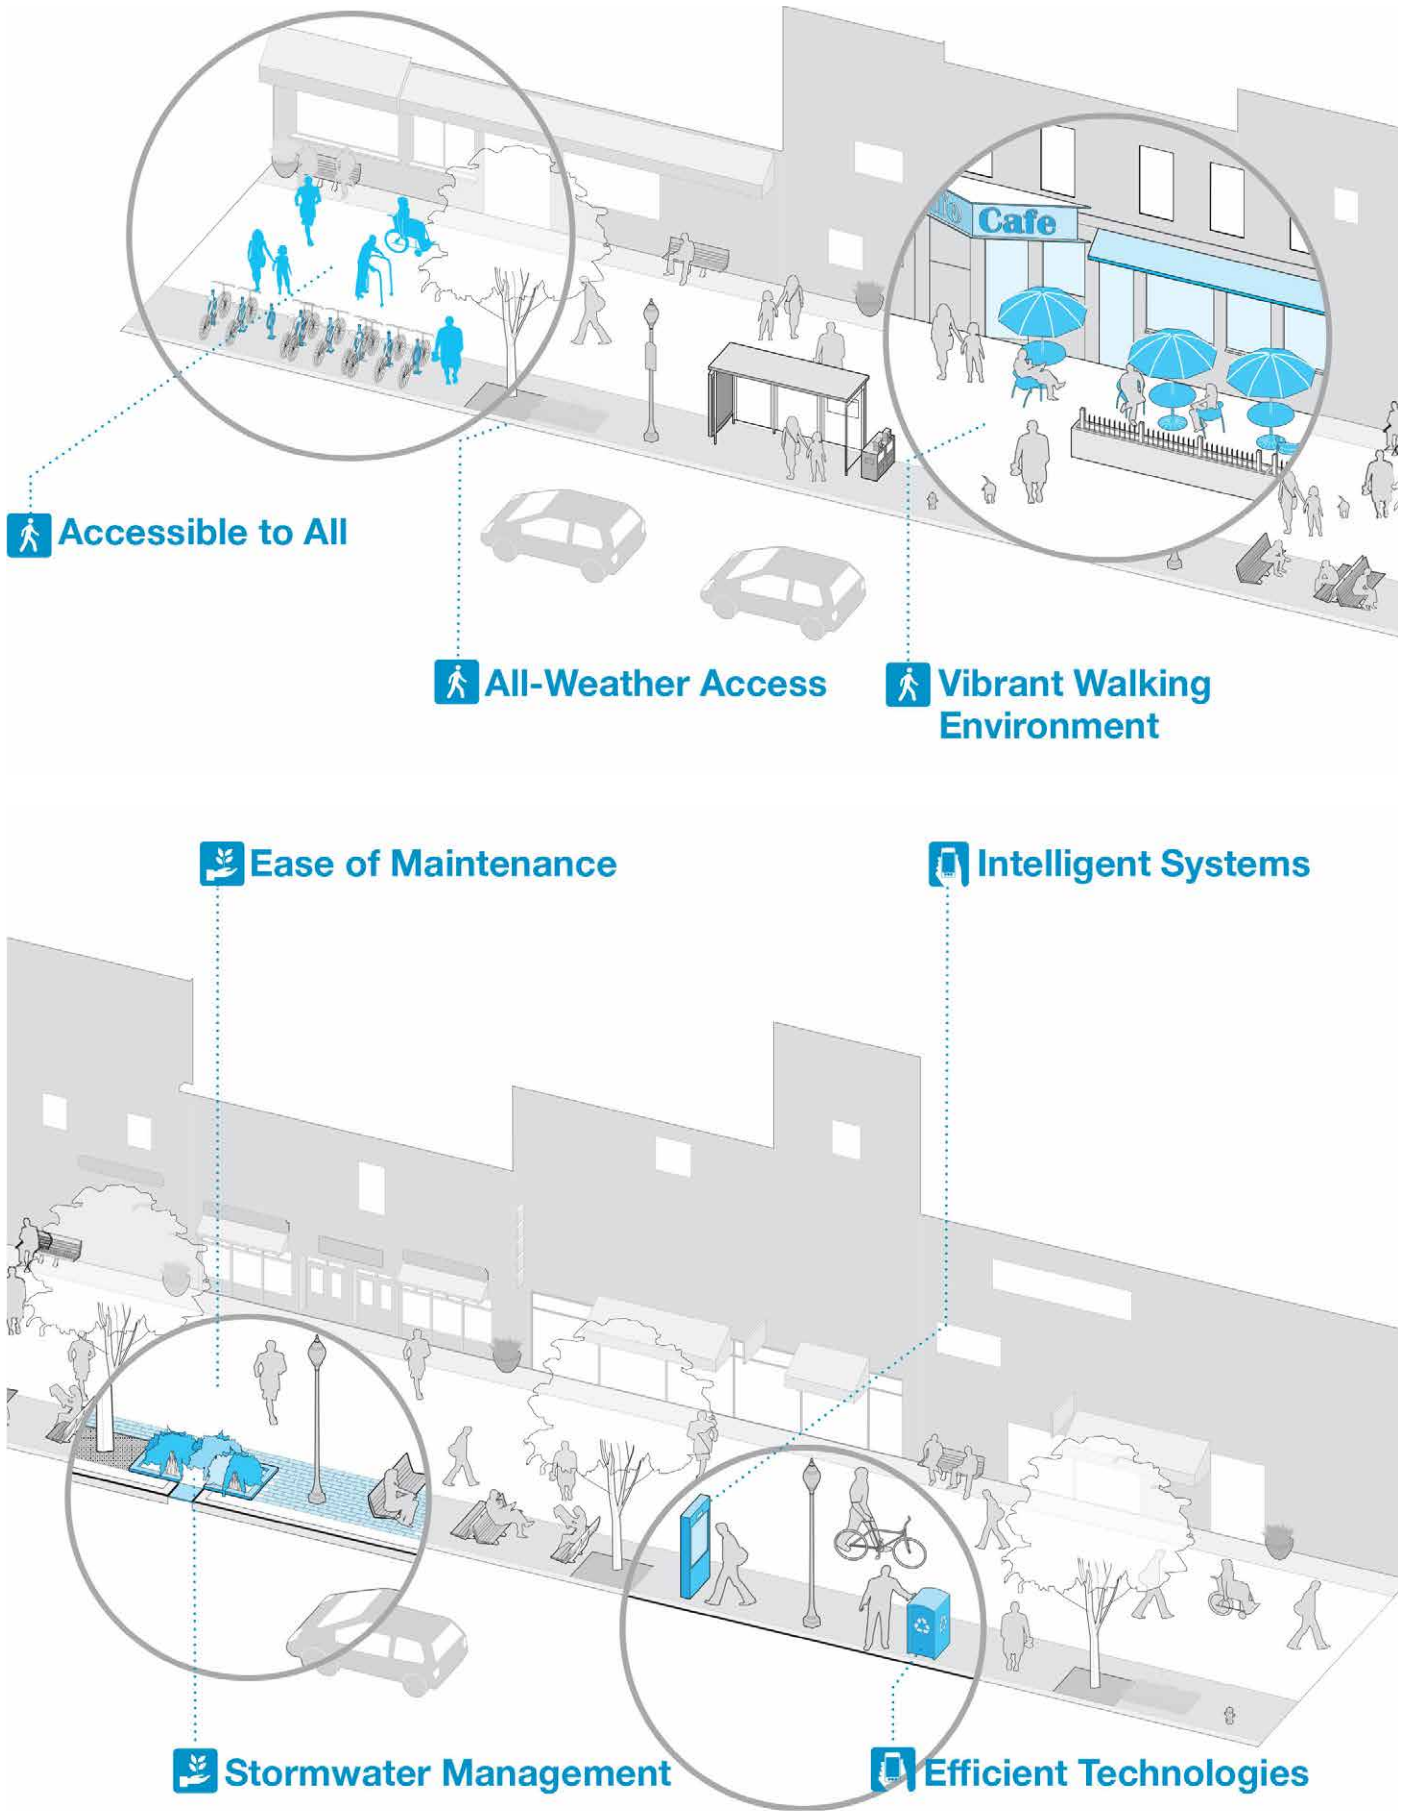 Cafe
Accessible to All
All-Weather Access
Vibrant Walking
Environment
Ease of Maintenance
Intelligent Systems
Stormwater Management
Efficient Technologies